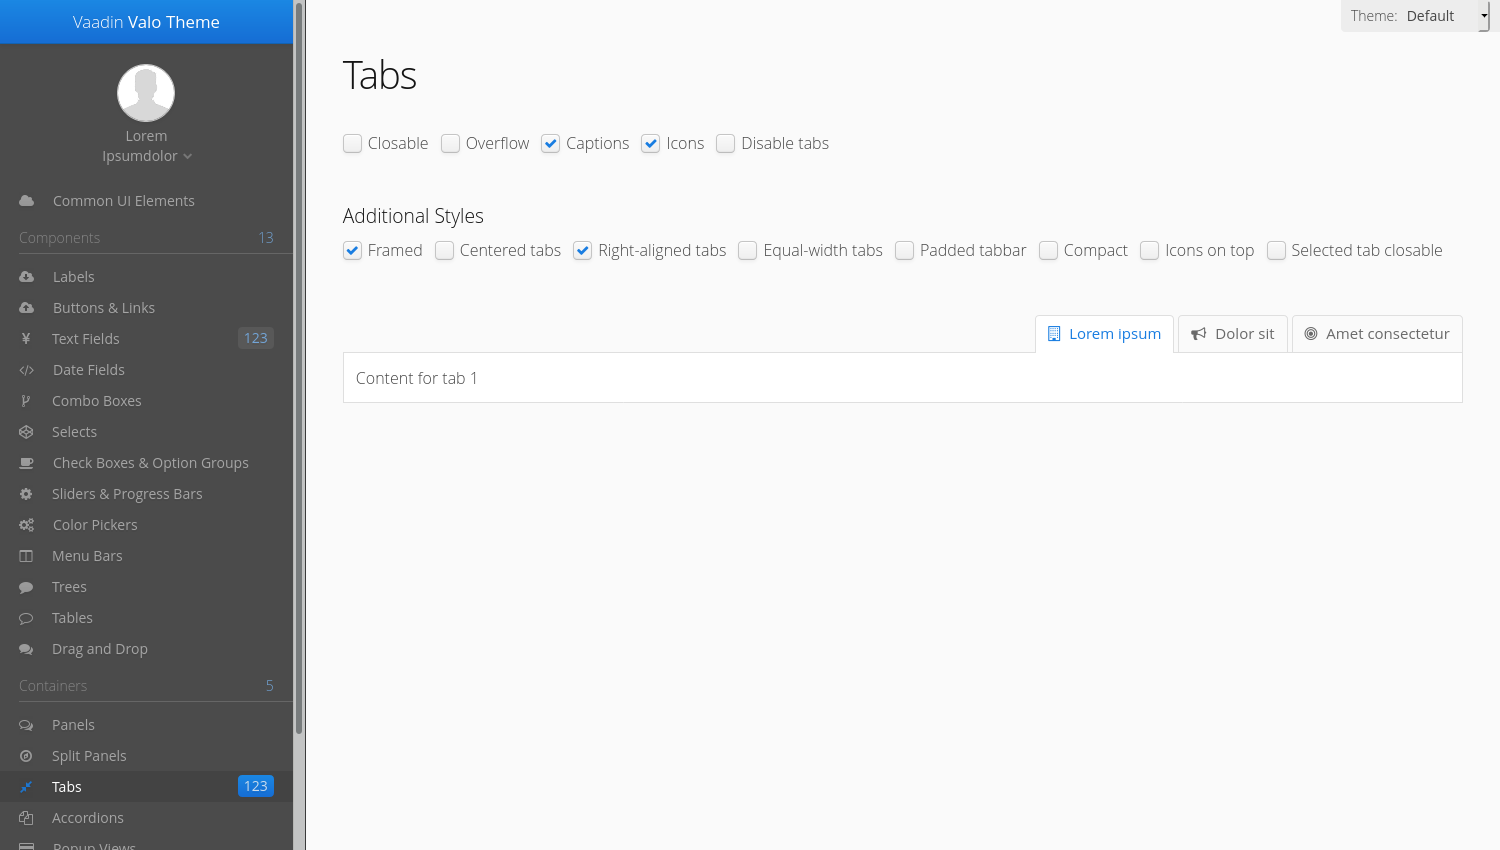 Vaadin Valo Theme
Lorem
Ipsumdolor
Common UI Elements
Components 13
Labels
Buttons & Links
Text Fields 123
Date Fields
Combo Boxes
Selects
Check Boxes & Option Groups
Sliders & Progress Bars
Color Pickers
Menu Bars
Trees
Tables
Drag and Drop
Containers 5
Panels
Split Panels
Tabs 123
Accordions
Popup Views
Theme: Default
Tabs
Closable Overflow Captions Icons Disable tabs
Additional Styles
Framed Centered tabs Right-aligned tabs Equal-width tabs Padded tabbar Compact Icons on top Selected tab closable
Lorem ipsum Dolor sit Amet consectetur
Content for tab 1